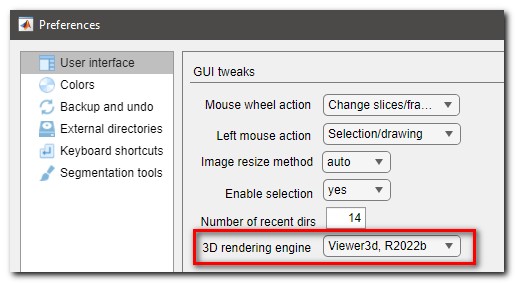 Preferences
User interface
Colors
Backup and undo
External directories
Keyboard shortcuts
Segmentation tools
GUI tweaks
Mouse wheel action Change slices/fra...
Left mouse action Selection/drawing
Image resize method auto
Enable selection yes
Number of recent dirs 14
3D rendering engine Viewer3d, R2022b